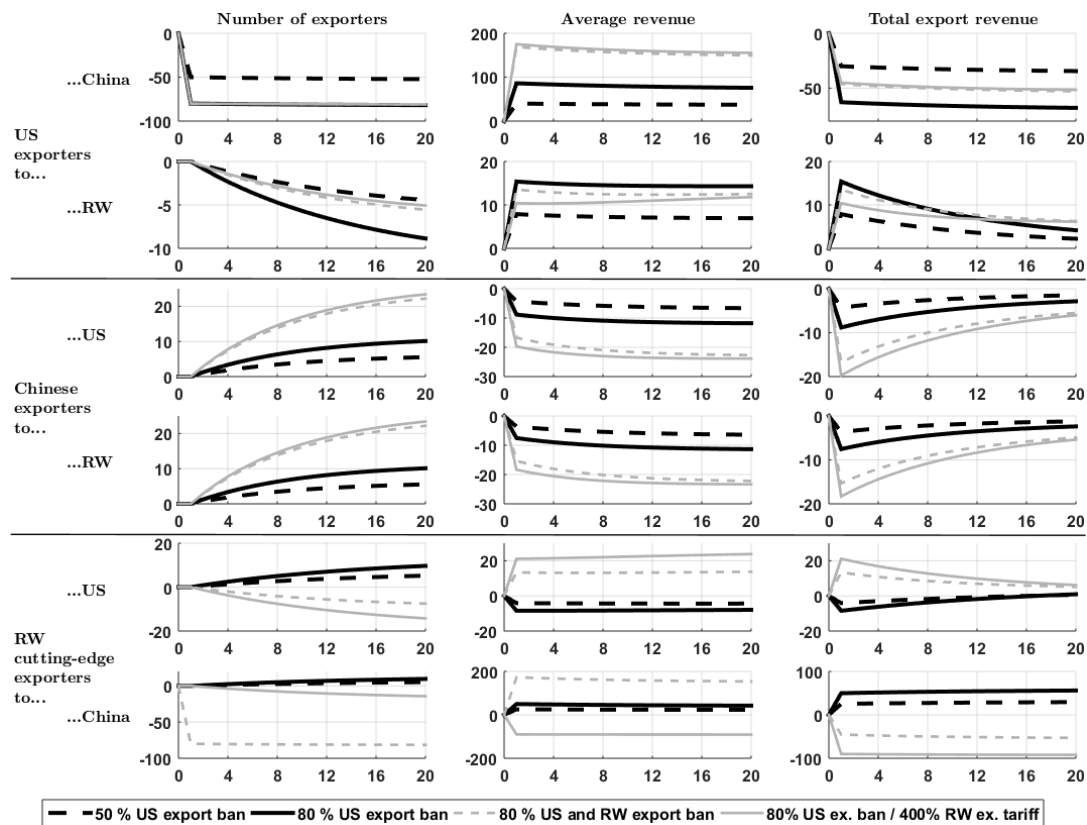 Number of exporters Average revenue Total export revenue
0 200 0
...China -50 100 -50
-100 0
0 4 8 12 16 20 0 4 8 12 16 20 0 4 8 12 16 20
US
exporters
to...
0 20 20
...RW -5 10 10
-10 0 0
0 4 8 12 16 20 0 4 8 12 16 20 0 4 8 12 16 20
0 0
...US 20 -10 -10
10 -20
0 -30 -20
0 4 8 12 16 20 0 4 8 12 16 20 0 4 8 12 16 20
Chinese
exporters
to...
0 0
...RW 20 -10 -10
10 -20
0 -30 -20
0 4 8 12 16 20 0 4 8 12 16 20 0 4 8 12 16 20
20 20 20
...US 0 0 0
-20 -20 -20
0 4 8 12 16 20 0 4 8 12 16 20 0 4 8 12 16 20
RW
cutting-edge
exporters
to...
0 200 100
...China -50 0 0
-100 -200 -100
0 4 8 12 16 20 0 4 8 12 16 20 0 4 8 12 16 20
50 % US export ban 80 % US export ban 80 % US and RW export ban 80% US ex. ban / 400% RW ex. tariff